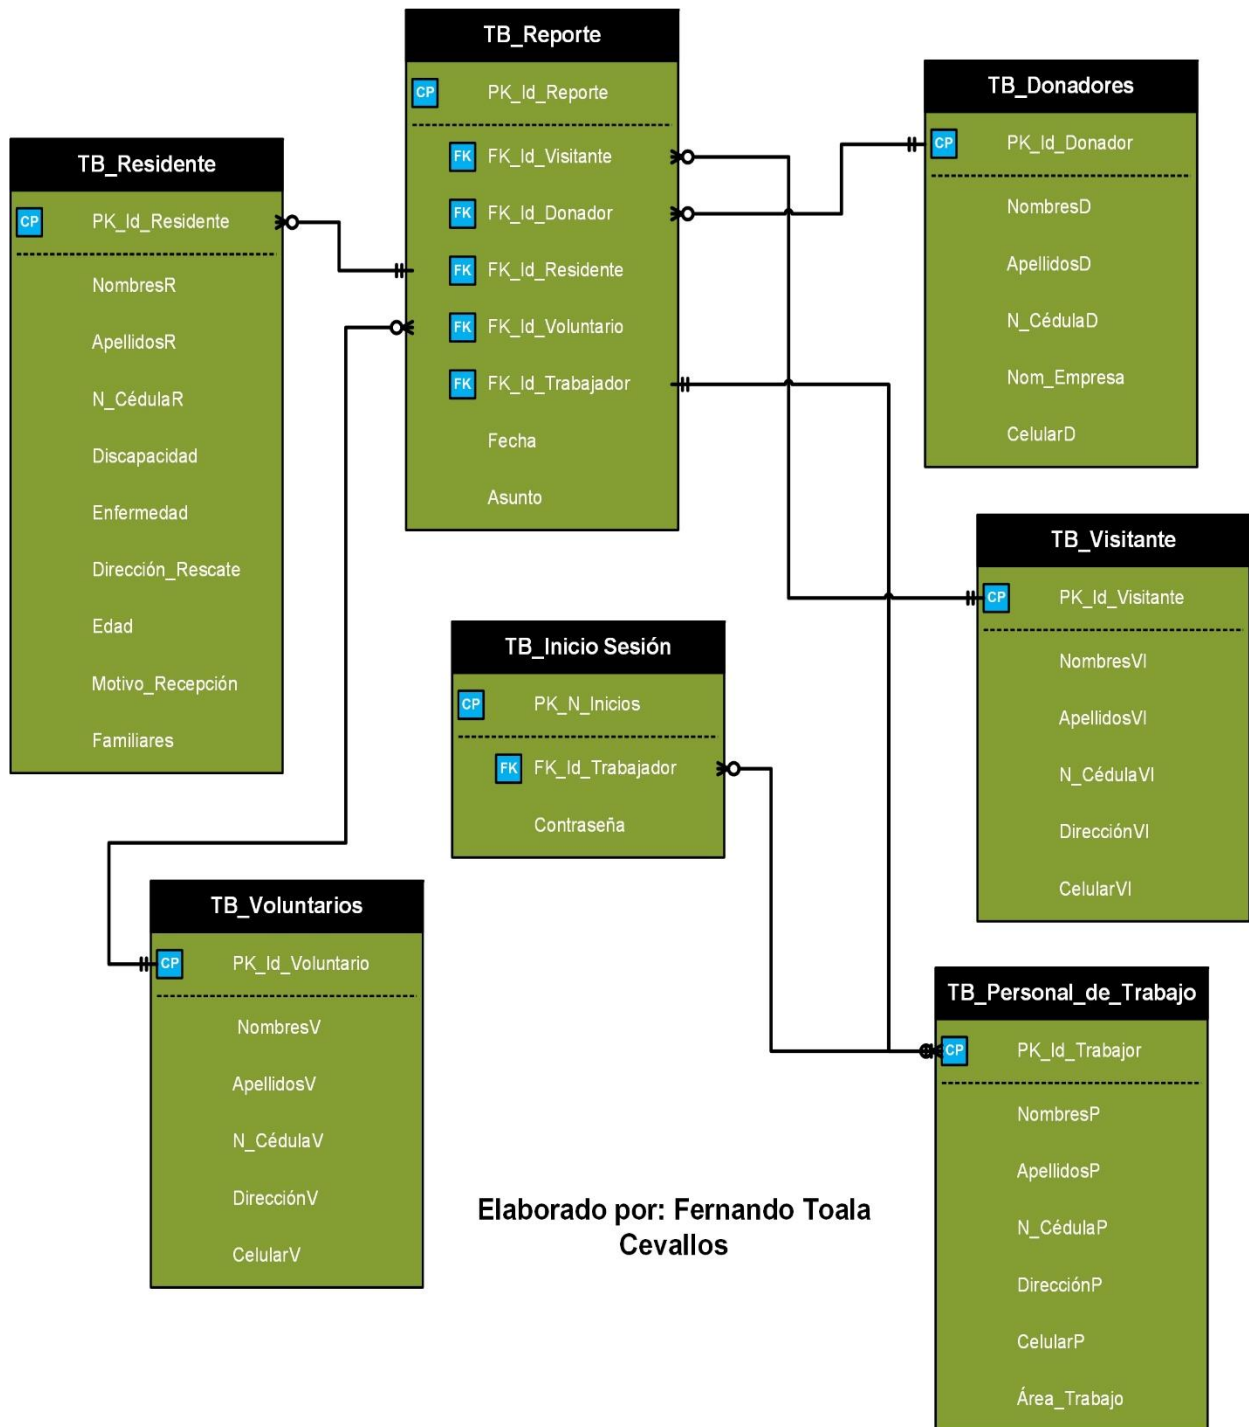 TB_Reporte
CP PK_Id_Reporte
FK FK_Id_Visitante
FK FK_Id_Donador
FK FK_Id_Residente
FK FK_Id_Voluntario
FK FK_Id_Trabajador
Fecha
Asunto
TB_Donadores
CP PK_Id_Donador
NombresD
ApellidosD
N_CédulaD
Nom_Empresa
CelularD
TB_Residente
CP PK_Id_Residente
NombresR
ApellidosR
N_CédulaR
Discapacidad
Enfermedad
Dirección_Rescate
Edad
Motivo_Recepción
Familiares
TB_Visitante
CP PK_Id_Visitante
NombresVI
ApellidosVI
N_CédulaVI
DirecciónVI
CelularVI
TB_Inicio Sesión
CP PK_N_Inicios
FK FK_Id_Trabajador
Contraseña
TB_Voluntarios
CP PK_Id_Voluntario
NombresV
ApellidosV
N_CédulaV
DirecciónV
CelularV
TB_Personal_de_Trabajo
CP PK_Id_Trabajor
NombresP
ApellidosP
N_CédulaP
DirecciónP
CelularP
Área_Trabajo
Elaborado por: Fernando Toala
Cevallos